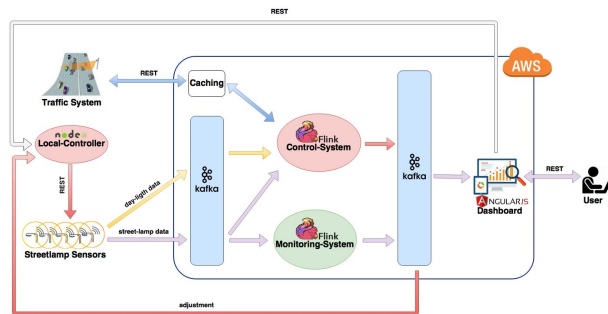 REST
AWS
REST
Caching
Traffic System
node
Local-Controller
Flink
Control-System
REST
day-ligth data
kafka
kafka
REST
ANGULARJS
Dashboard
User
street-lamp data
Flink
Monitoring-System
Streetlamp Sensors
adjustment